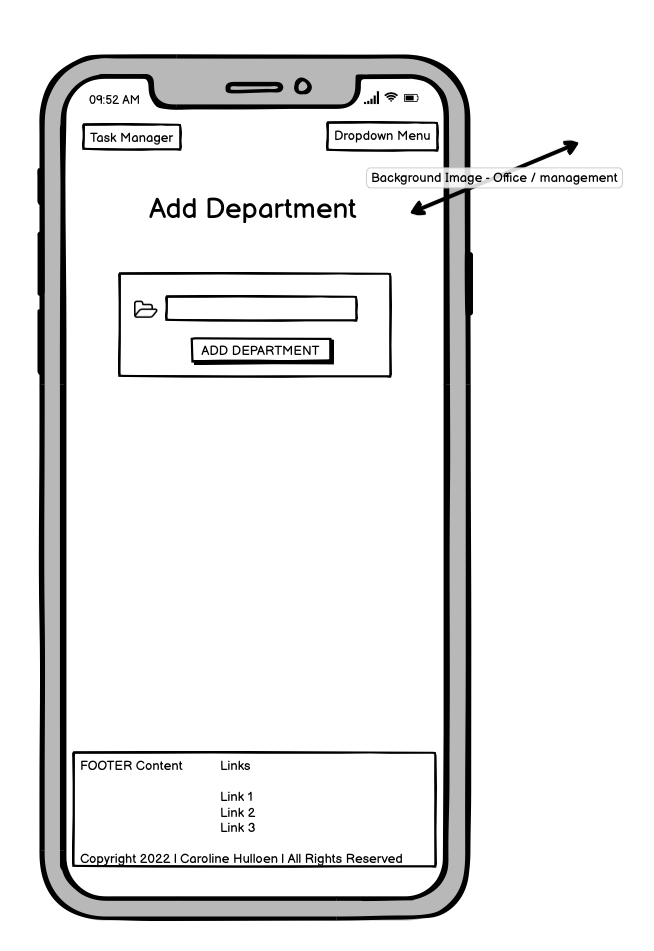 09:52 AM
Task Manager
Dropdown Menu
Background Image - Office / management
Add Department
ADD DEPARTMENT
FOOTER Content
Links
Link 1
Link 2
Link 3
Copyright 2022 | Caroline Hulloen | All Rights Reserved